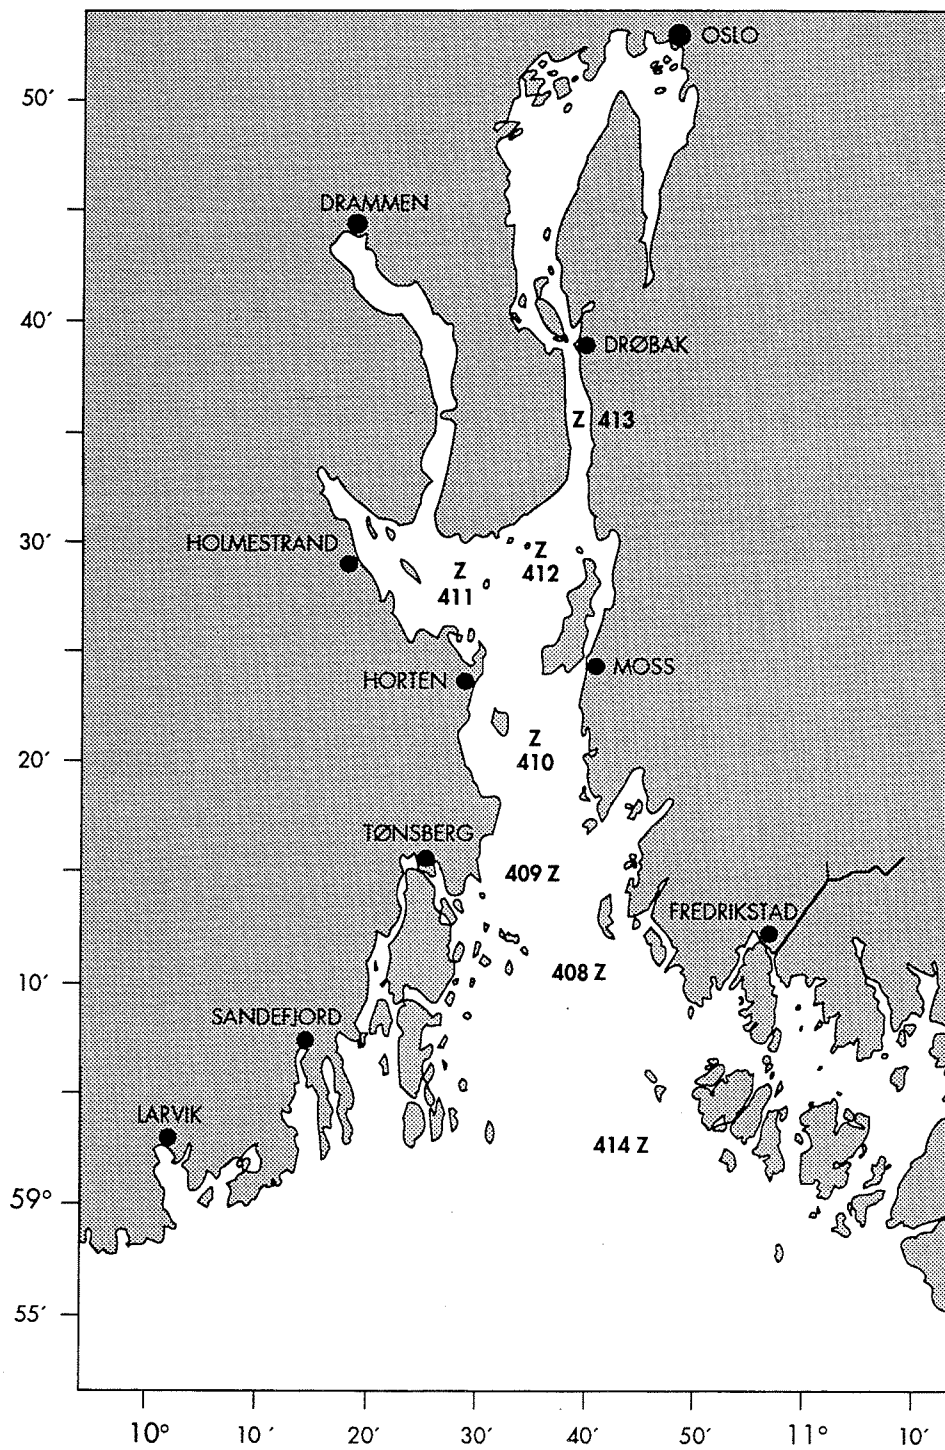 OSLO
50′
DRAMMEN
40′
DRØBAK
Z 413
30′
HOLMESTRAND
Z
412
Z
411
MOSS
HORTEN
Z
410
20′
TØNSBERG
409 Z
FREDRIKSTAD
408 Z
10′
SANDEFJORD
LARVIK
414 Z
59°
55′
10° 10′ 20′ 30′ 40′ 50′ 11° 10′